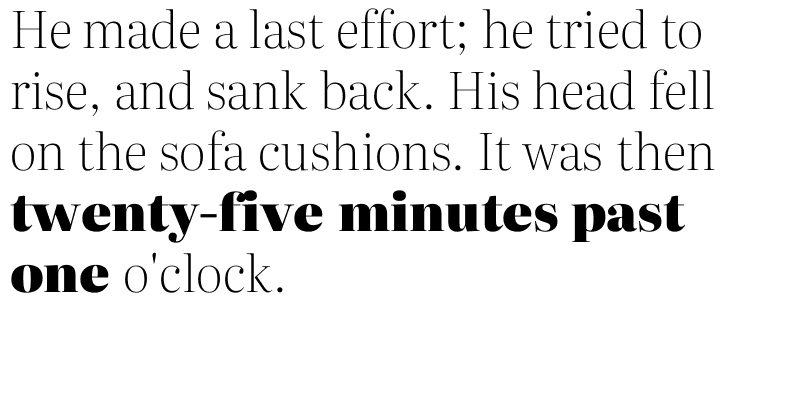 He made a last effort; he tried to
rise, and sank back. His head fell
on the sofa cushions. It was then
twenty-five minutes past
one o'clock.